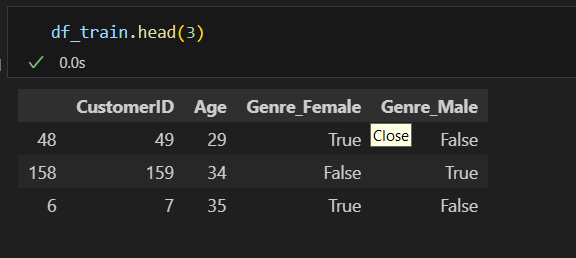 df_train.head(3)
0.0s
CustomerID Age Genre_Female Genre_Male
48 49 29 True False
Close
158 159 34 False True
6 7 35 True False